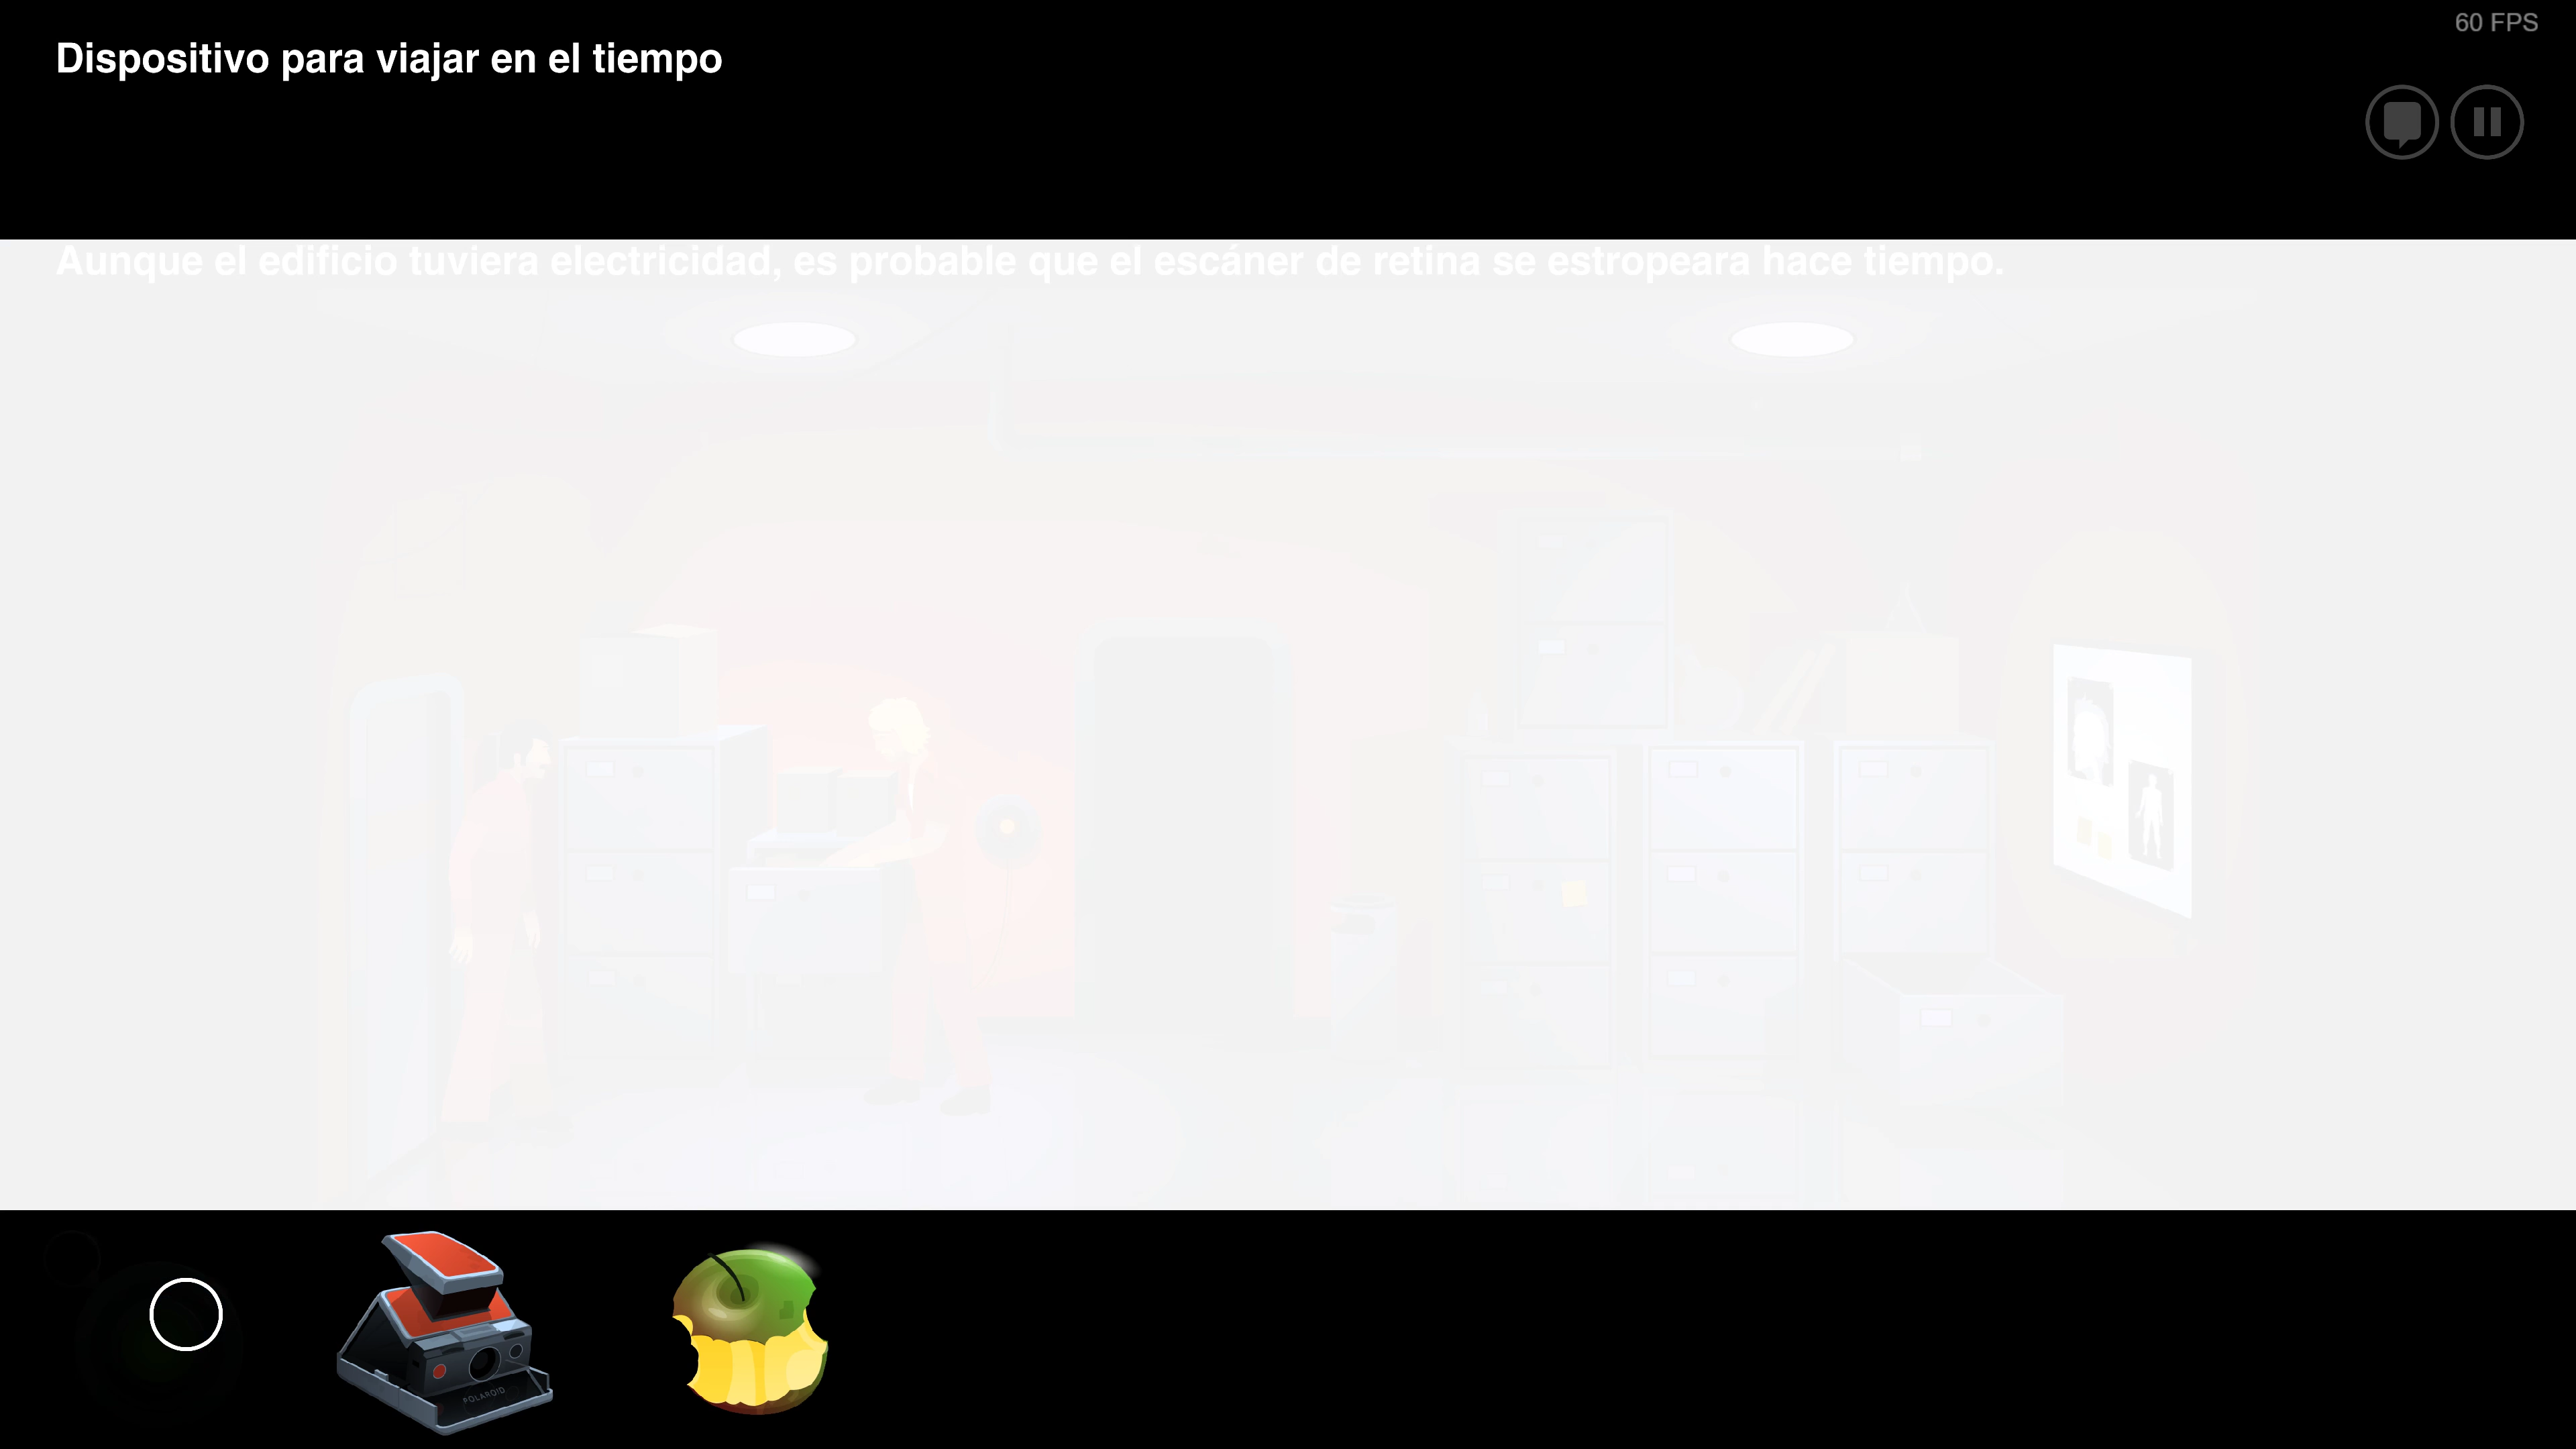 60 FPS
Dispositivo para viajar en el tiempo
Aunque el edificio tuviera electricidad, es probable que el escáner de retina se estropeara hace tiempo.
POLAROID